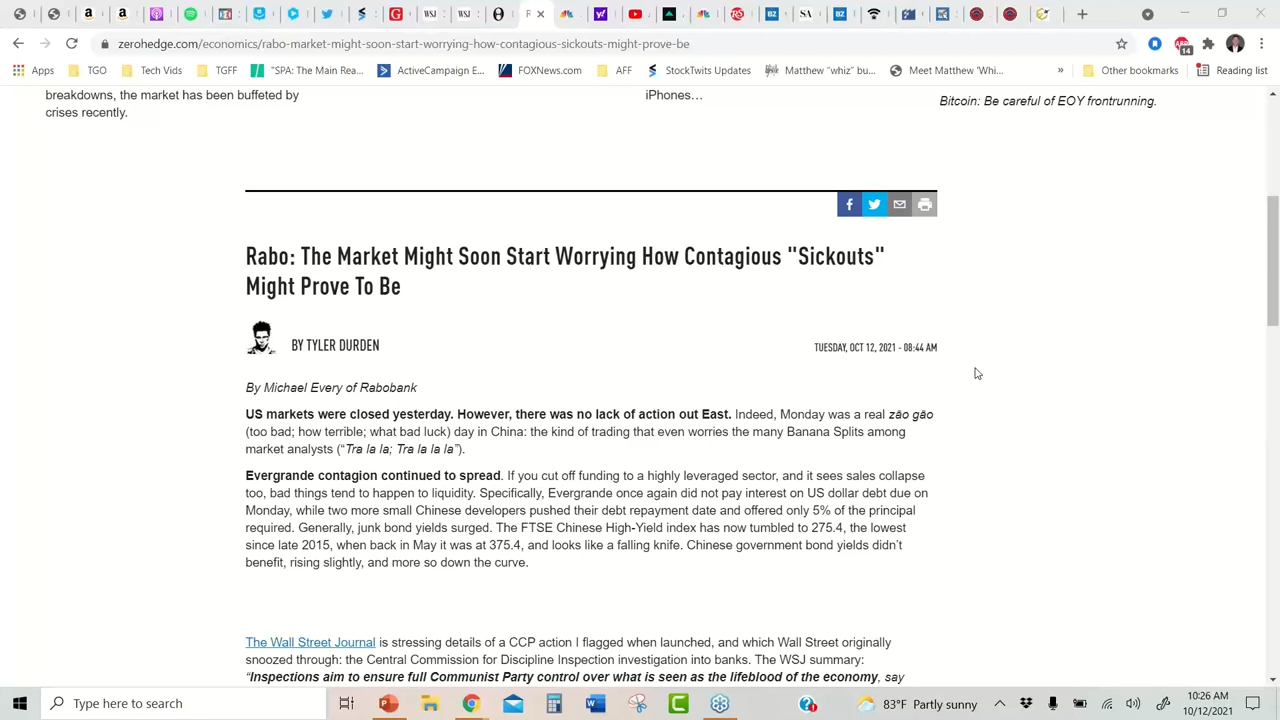 zerohedge.com/economics/rabo-market-might-soon-start-worrying-how-contagious-sickouts-might-prove-be
14
Apps
TGO
Tech Vids
TGFF
"SPA: The Main Rea...
ActiveCampaign E...
FOXNews.com
AFF
StockTwits Updates
Matthew "whiz" bu...
Meet Matthew 'Whi...
»
Other bookmarks
Reading list
breakdowns, the market has been buffeted by
crises recently.
iPhones…
Bitcoin: Be careful of EOY frontrunning.
Rabo: The Market Might Soon Start Worrying How Contagious "Sickouts"
Might Prove To Be
BY TYLER DURDEN
TUESDAY, OCT 12, 2021 - 08:44 AM
By Michael Every of Rabobank
US markets were closed yesterday. However, there was no lack of action out East. Indeed, Monday was a real zāo gāo
(too bad; how terrible; what bad luck) day in China: the kind of trading that even worries the many Banana Splits among
market analysts (“Tra la la; Tra la la la”).
Evergrande contagion continued to spread. If you cut off funding to a highly leveraged sector, and it sees sales collapse
too, bad things tend to happen to liquidity. Specifically, Evergrande once again did not pay interest on US dollar debt due on
Monday, while two more small Chinese developers pushed their debt repayment date and offered only 5% of the principal
required. Generally, junk bond yields surged. The FTSE Chinese High-Yield index has now tumbled to 275.4, the lowest
since late 2015, when back in May it was at 375.4, and looks like a falling knife. Chinese government bond yields didn’t
benefit, rising slightly, and more so down the curve.
The Wall Street Journal is stressing details of a CCP action I flagged when launched, and which Wall Street originally
snoozed through: the Central Commission for Discipline Inspection investigation into banks. The WSJ summary:
“Inspections aim to ensure full Communist Party control over what is seen as the lifeblood of the economy, say
Type here to search
83°F Partly sunny
10:26 AM
10/12/2021